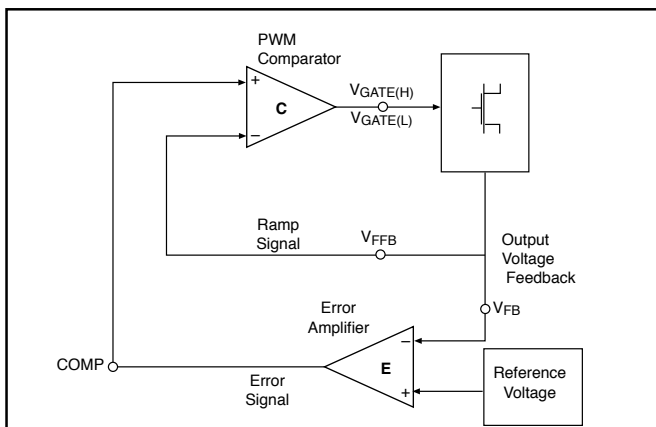 PWM
Comparator
+
C
−
VGATE(H)
VGATE(L)
Ramp
Signal
VFFB
Output
Voltage
Feedback
VFB
Error
Amplifier
−
E
+
COMP
Error
Signal
Reference
Voltage